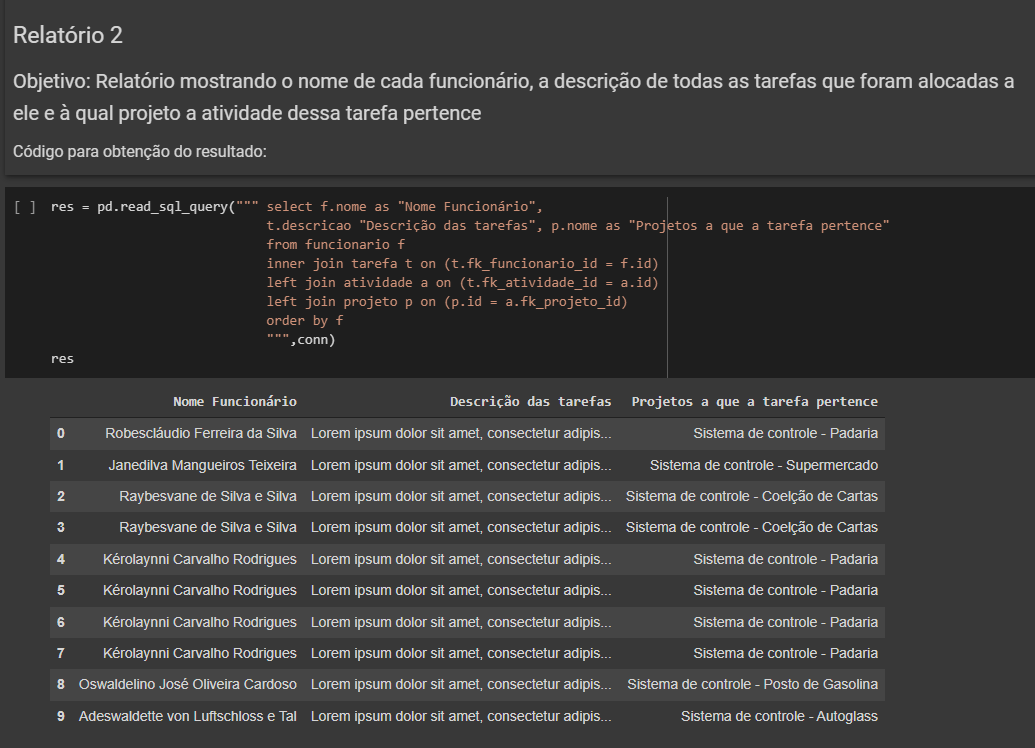 Relatório 2
Objetivo: Relatório mostrando o nome de cada funcionário, a descrição de todas as tarefas que foram alocadas a
ele e à qual projeto a atividade dessa tarefa pertence
Código para obtenção do resultado:
[ ] res = pd.read_sql_query(""" select f.nome as "Nome Funcionário",
t.descricao "Descrição das tarefas", p.nome as "Projetos a que a tarefa pertence"
from funcionario f
inner join tarefa t on (t.fk_funcionario_id = f.id)
left join atividade a on (t.fk_atividade_id = a.id)
left join projeto p on (p.id = a.fk_projeto_id)
order by f
""",conn)
res
Nome Funcionário Descrição das tarefas Projetos a que a tarefa pertence
0 Robescláudio Ferreira da Silva Lorem ipsum dolor sit amet, consectetur adipis... Sistema de controle - Padaria
1 Janedilva Mangueiros Teixeira Lorem ipsum dolor sit amet, consectetur adipis... Sistema de controle - Supermercado
2 Raybesvane de Silva e Silva Lorem ipsum dolor sit amet, consectetur adipis... Sistema de controle - Coelção de Cartas
3 Raybesvane de Silva e Silva Lorem ipsum dolor sit amet, consectetur adipis... Sistema de controle - Coelção de Cartas
4 Kérolaynni Carvalho Rodrigues Lorem ipsum dolor sit amet, consectetur adipis... Sistema de controle - Padaria
5 Kérolaynni Carvalho Rodrigues Lorem ipsum dolor sit amet, consectetur adipis... Sistema de controle - Padaria
6 Kérolaynni Carvalho Rodrigues Lorem ipsum dolor sit amet, consectetur adipis... Sistema de controle - Padaria
7 Kérolaynni Carvalho Rodrigues Lorem ipsum dolor sit amet, consectetur adipis... Sistema de controle - Padaria
8 Oswaldelino José Oliveira Cardoso Lorem ipsum dolor sit amet, consectetur adipis... Sistema de controle - Posto de Gasolina
9 Adeswaldette von Luftschloss e Tal Lorem ipsum dolor sit amet, consectetur adipis... Sistema de controle - Autoglass